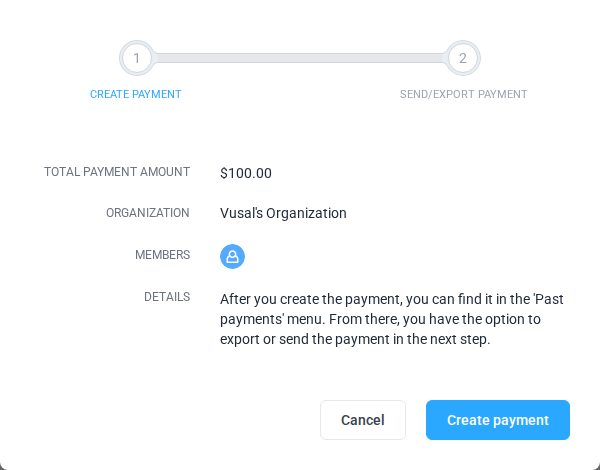 1
2
CREATE PAYMENT
SEND/EXPORT PAYMENT
TOTAL PAYMENT AMOUNT
$100.00
ORGANIZATION
Vusal's Organization
MEMBERS
DETAILS
After you create the payment, you can find it in the 'Past
payments' menu. From there, you have the option to
export or send the payment in the next step.
Cancel
Create payment